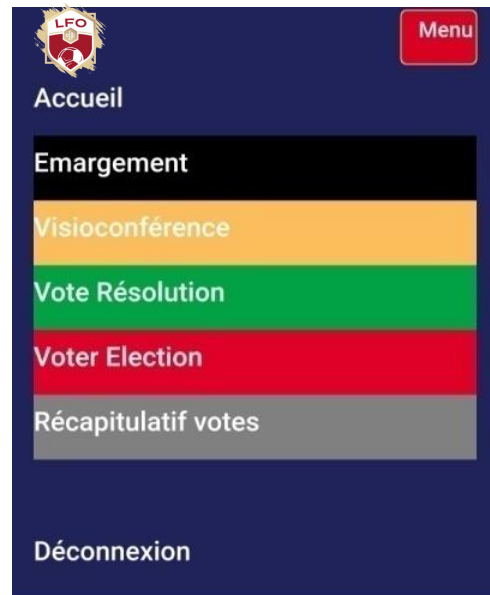 LFO
Menu
Accueil
Emargement
Visioconférence
Vote Résolution
Voter Election
Récapitulatif votes
Déconnexion